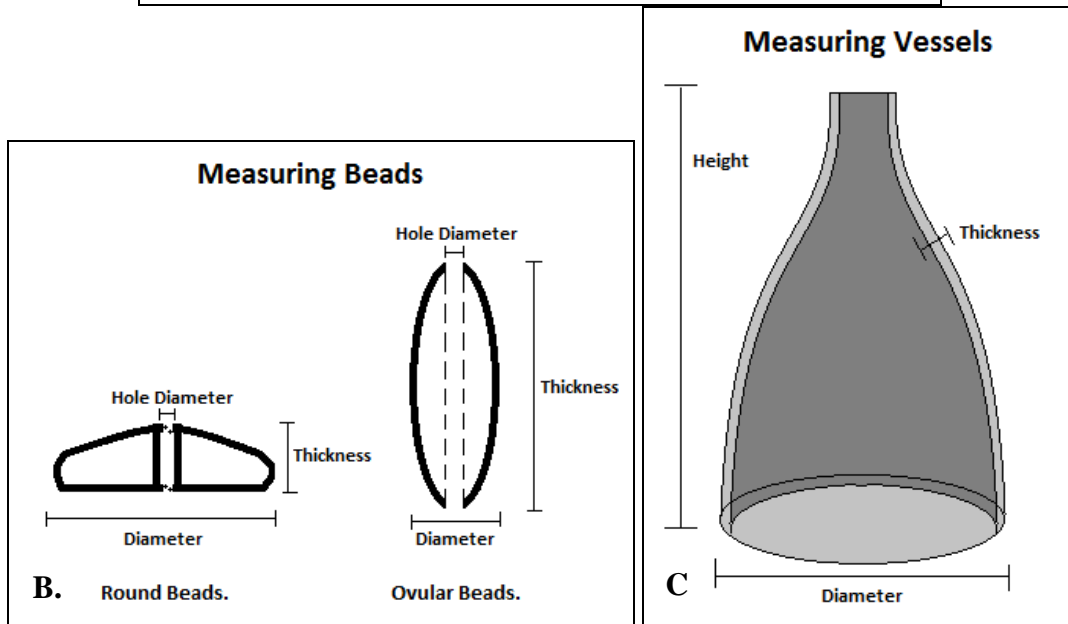 Measuring Beads
Hole Diameter
Thickness
Hole Diameter
Thickness
Diameter
Diameter
B.
Round Beads.
Ovular Beads.
Measuring Vessels
Height
Thickness
C
Diameter